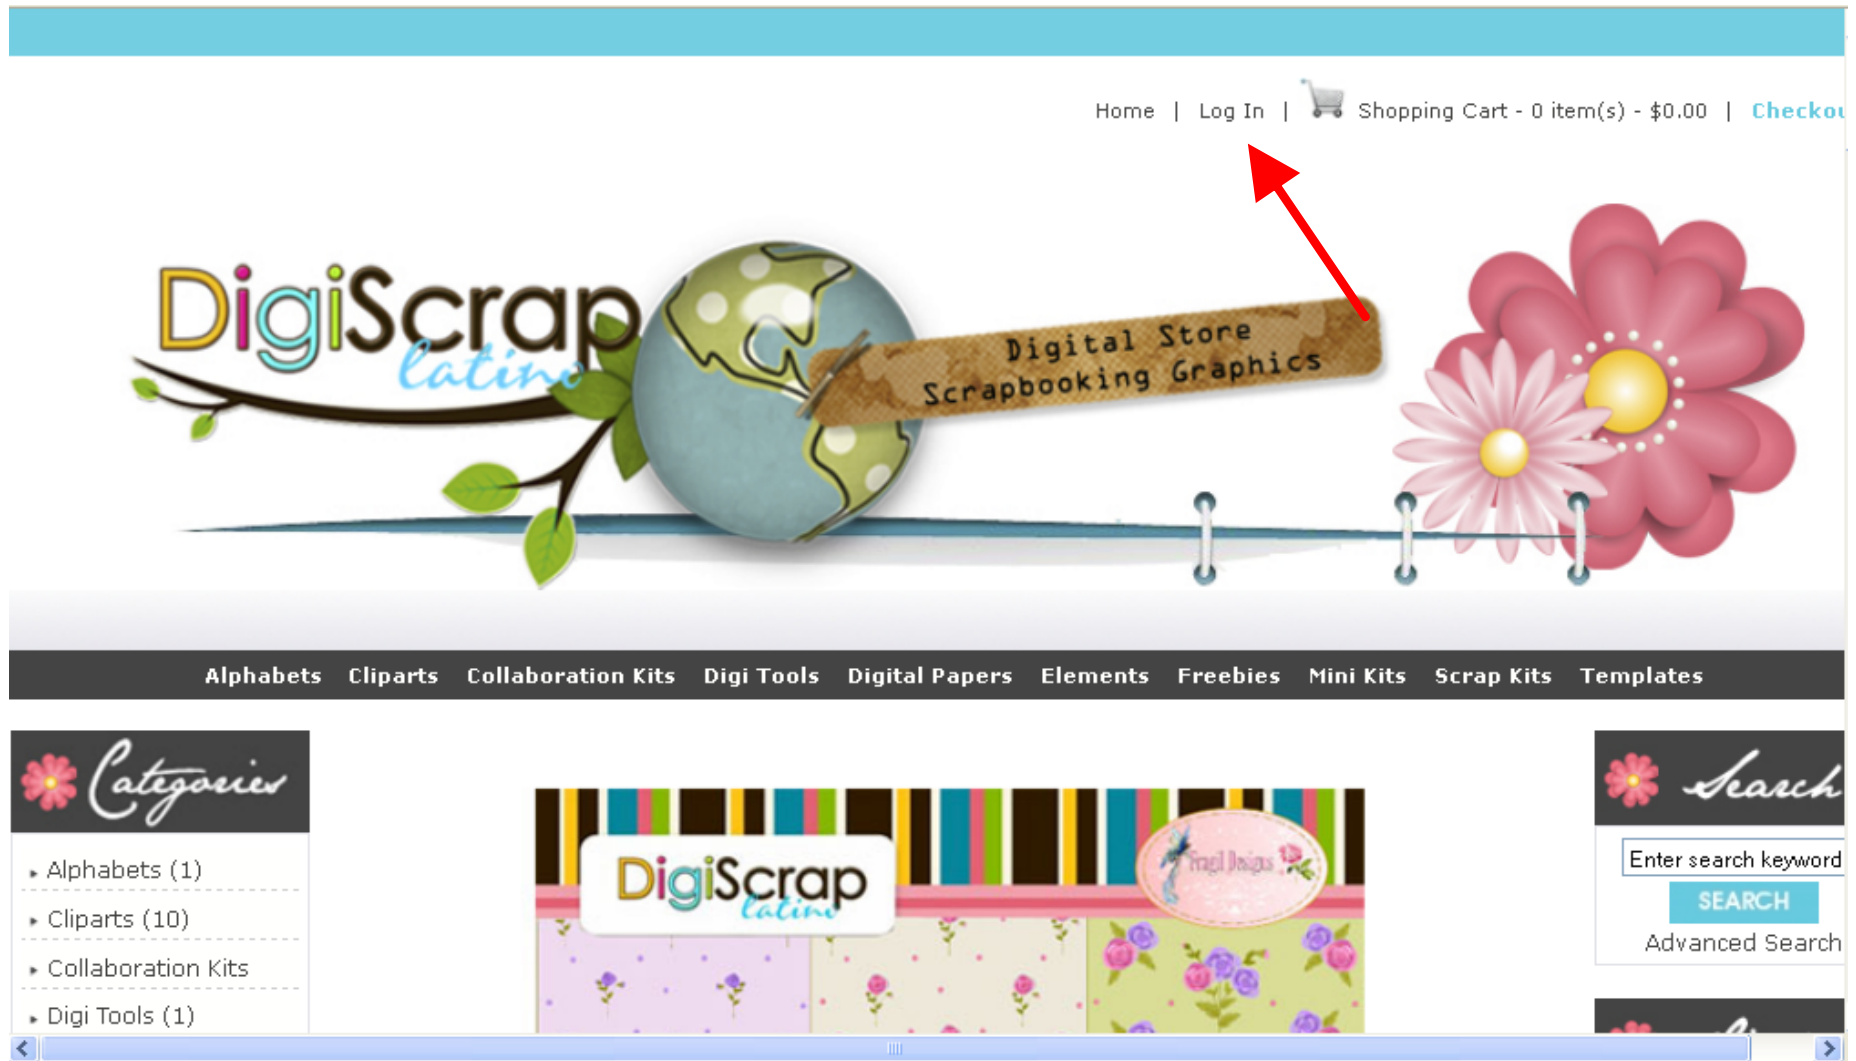 Home | Log In | Shopping Cart - 0 item(s) - $0.00 |
DigiScrap
latino
Digital Store
Scrapbooking Graphics
Alphabets Cliparts Collaboration Kits Digi Tools Digital Papers Elements Freebies Mini Kits Scrap Kits Templates
Categories
Alphabets (1)
Cliparts (10)
Collaboration Kits
Digi Tools (1)
DigiScrap
latino
Designs
Search
Enter search keyword
SEARCH
Advanced Search